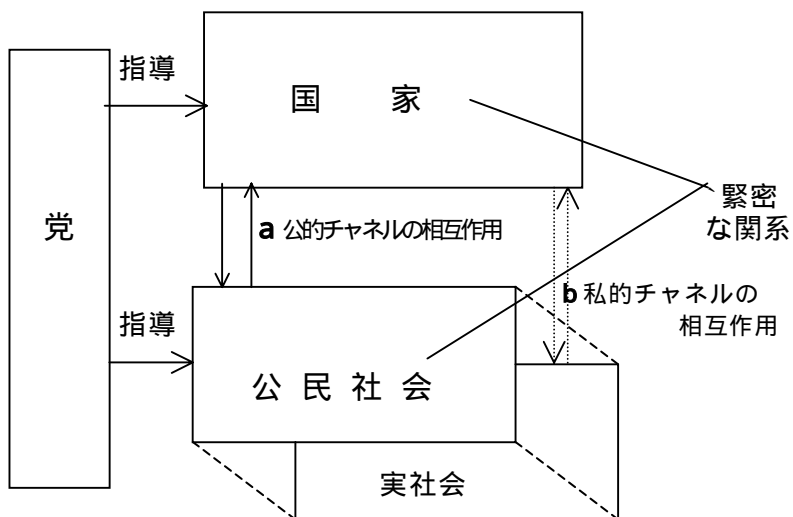 指導
国　家
党
a 公的チャネルの相互作用
緊密
な関系
b 私的チャネルの
相互作用
指導
公民社会
実社会